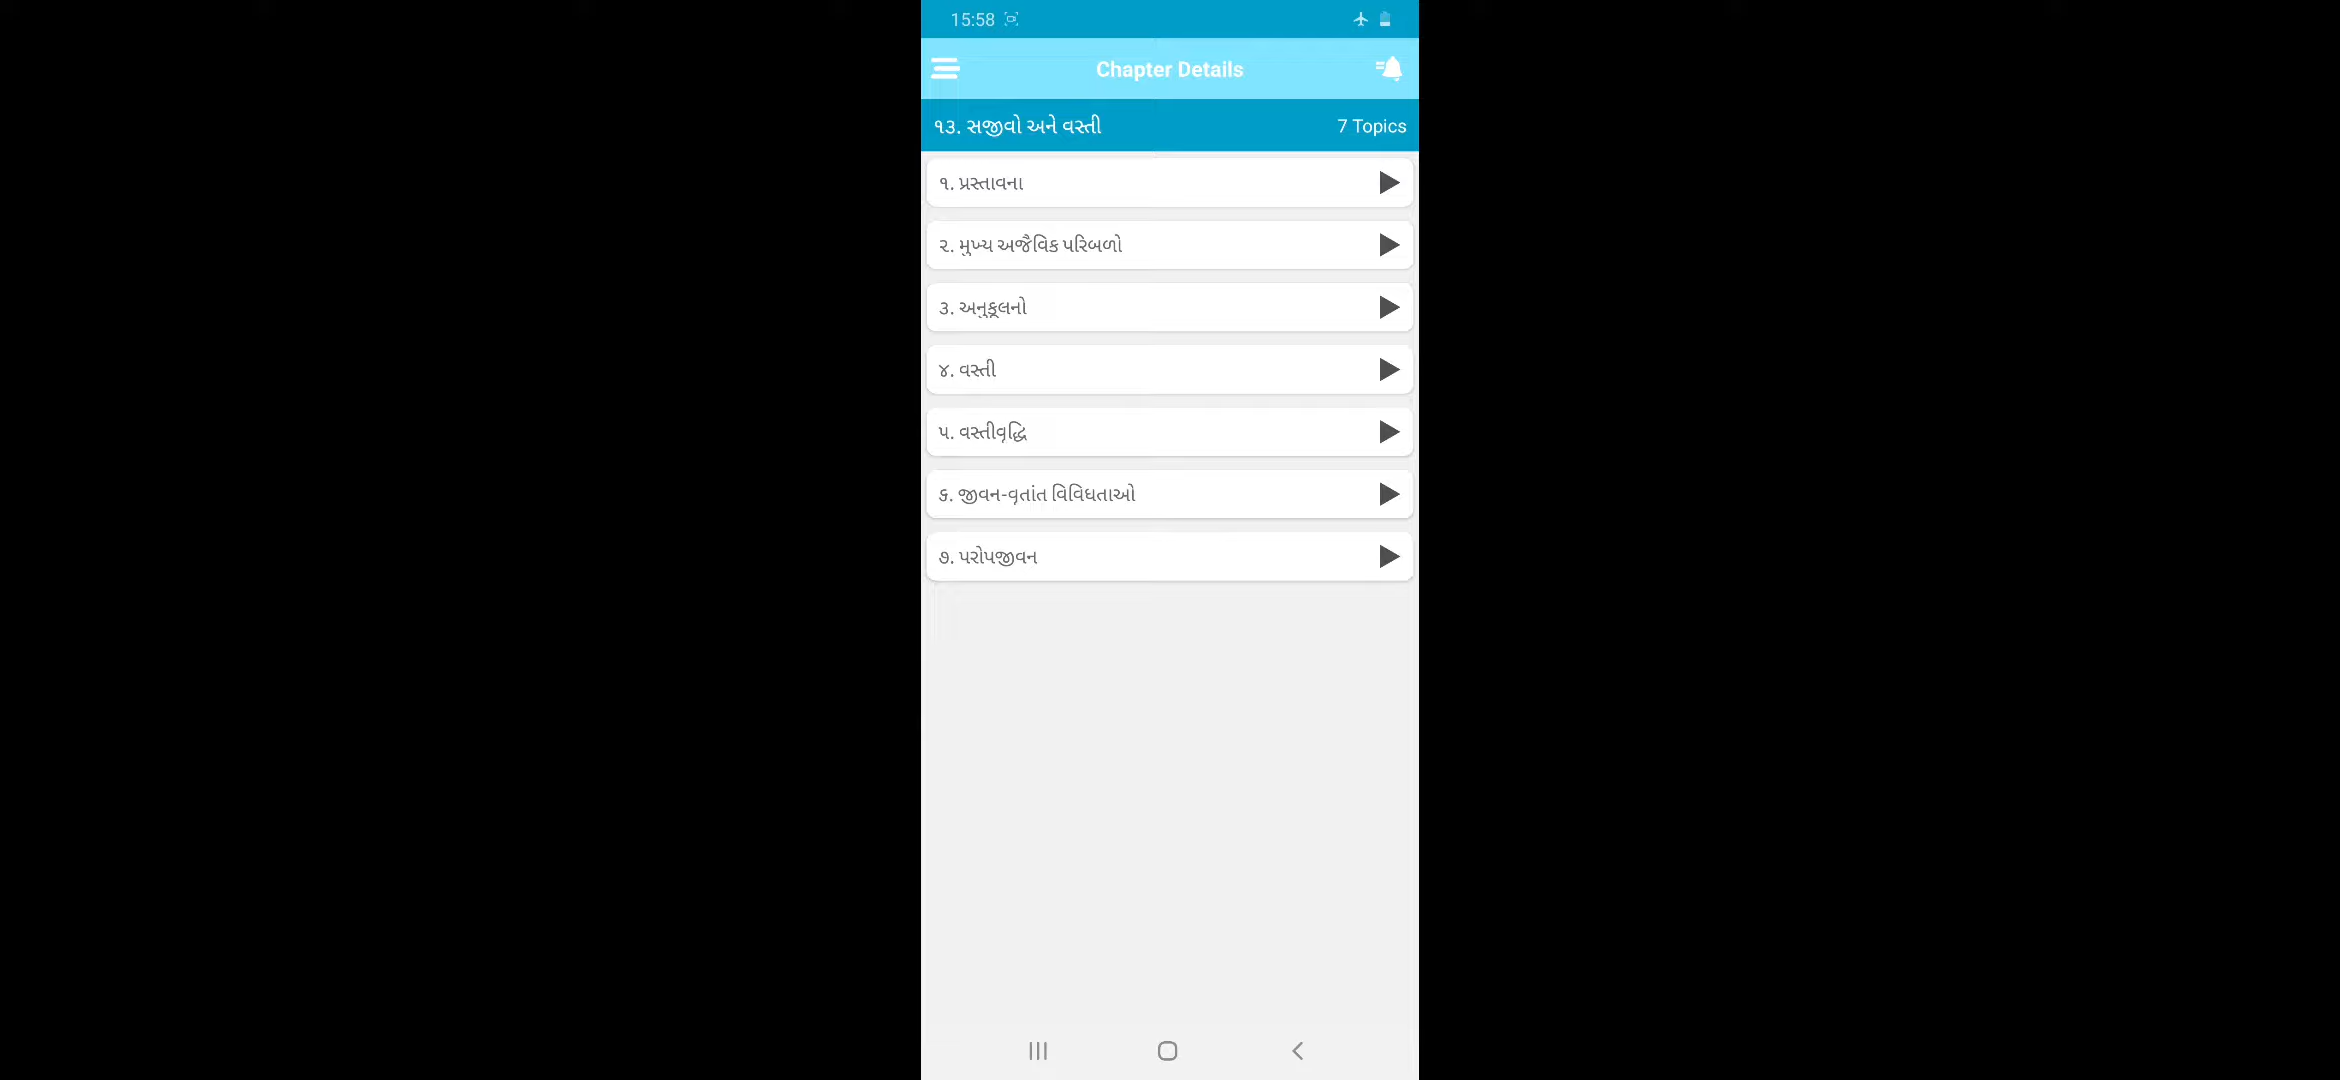 15:58
Chapter Details
૧૩. સજીવો અને વસ્તી 7 Topics
૧. પ્રસ્તાવના
૨. મુખ્ય અજૈવિક પરિબળો
૩. અનુકૂલનો
૪. વસ્તી
૫. વસ્તીવૃદ્ધિ
૬. જીવન-વૃતાંત વિવિધતાઓ
૭. પરોપજીવન